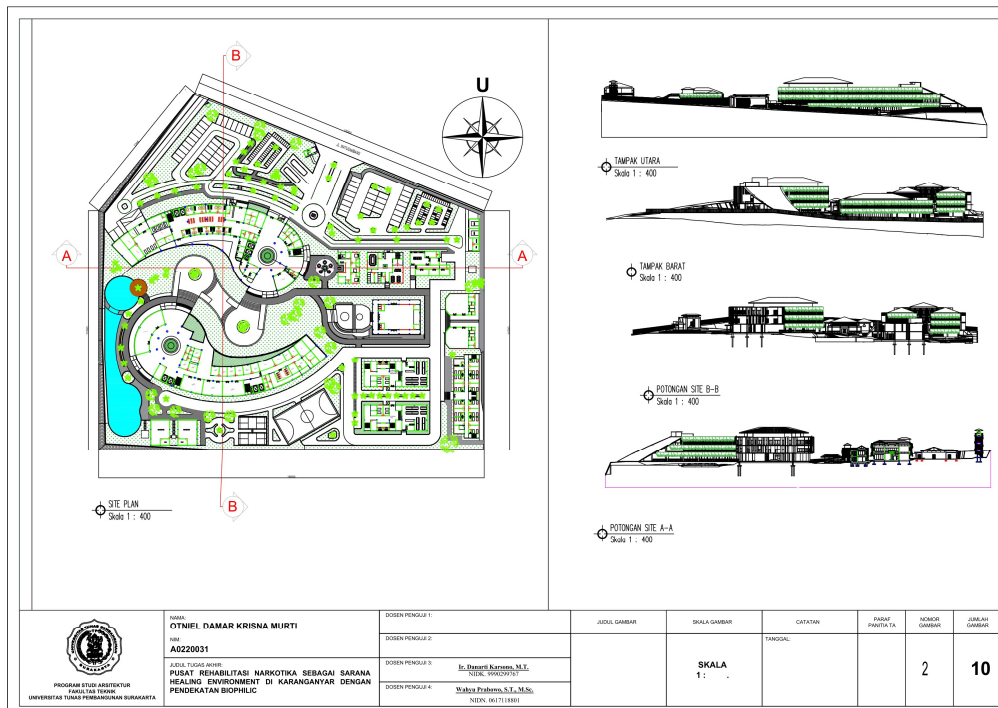 B
U
A
A
B
SITE PLAN
Skala 1 : 400
TAMPAK UTARA
Skala 1 : 400
TAMPAK BARAT
Skala 1 : 400
POTONGAN SITE B-B
Skala 1 : 400
POTONGAN SITE A-A
Skala 1 : 400
PROGRAM STUDI ARSITEKTUR
FAKULTAS TEKNIK
UNIVERSITAS TUNAS PEMBANGUNAN SURAKARTA
NAMA:
OTNIEL DAMAR KRISNA MURTI
NIM:
A0220031
JUDUL TUGAS AKHIR:
PUSAT REHABILITASI NARKOTIKA SEBAGAI SARANA
HEALING ENVIRONMENT DI KARANGANYAR DENGAN
PENDEKATAN BIOPHILIC
DOSEN PENGUJI 1:
DOSEN PENGUJI 2:
DOSEN PENGUJI 3:
Ir. Danarti Karsono, M.T.
NIDK. 9990299767
DOSEN PENGUJI 4:
Wahyu Prabowo, S.T., M.Sc.
NIDN. 0617118801
JUDUL GAMBAR
SKALA GAMBAR
SKALA
1 : .
CATATAN
TANGGAL:
PARAF
PANITIA TA
NOMOR
GAMBAR
2
JUMLAH
GAMBAR
10